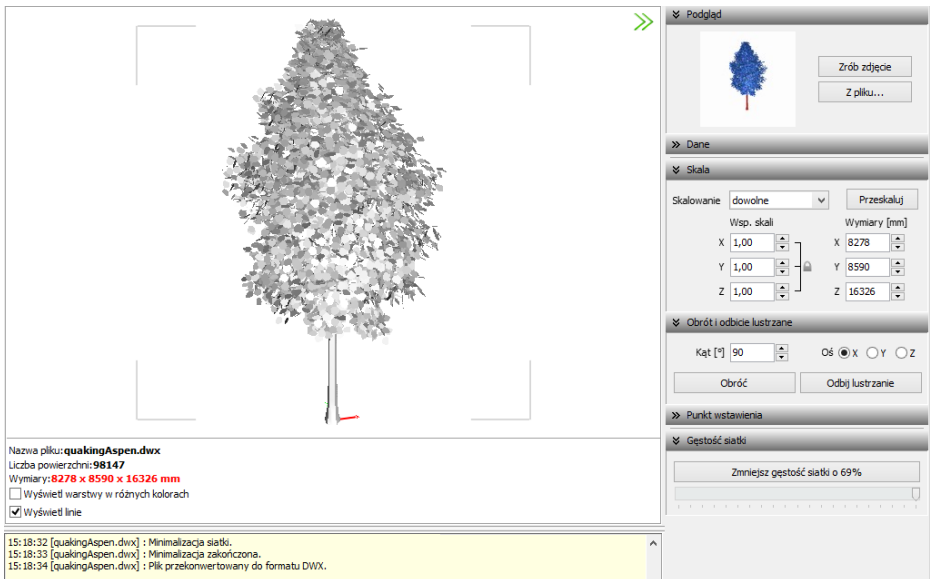 Podgląd
Zrób zdjęcie
Z pliku...
Dane
Skala
Skalowanie dowolne Przeskaluj
Wsp. skali Wymiary [mm]
X 1,00 X 8278
Y 1,00 Y 8590
Z 1,00 Z 16326
Obrót i odbicie lustrzane
Kąt [º] 90 Oś X Y Z
Obróć Odbij lustrzanie
Punkt wstawienia
Gęstość siatki
Zmniejsz gęstość siatki o 69%
Nazwa pliku:quakingAspen.dwx
Liczba powierzchni:98147
Wymiary:8278 x 8590 x 16326 mm
Wyświetl warstwy w różnych kolorach
Wyświetl linie
15:18:32 [quakingAspen.dwx] : Minimalizacja siatki.
15:18:33 [quakingAspen.dwx] : Minimalizacja zakończona.
15:18:34 [quakingAspen.dwx] : Plik przekonwertowany do formatu DWX.